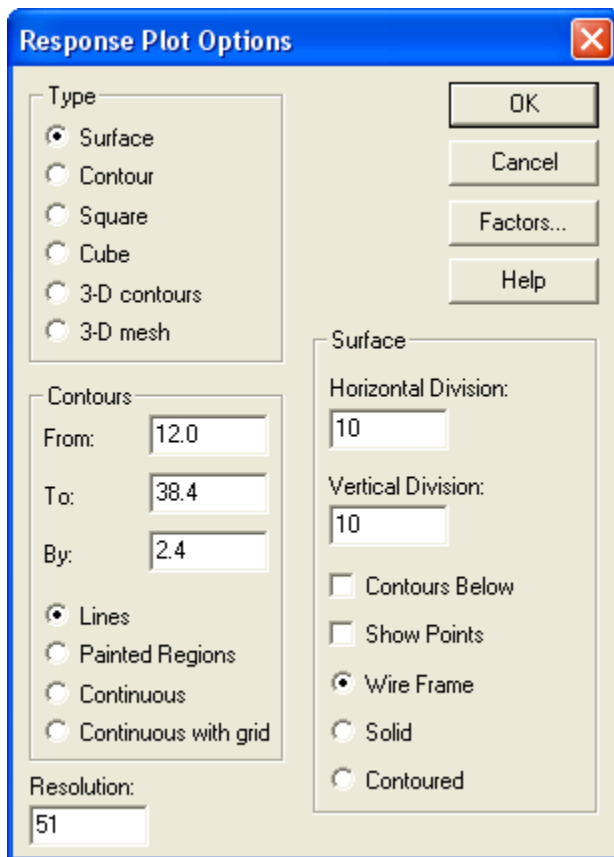 Response Plot Options
Type
Surface
Contour
Square
Cube
3-D contours
3-D mesh
OK
Cancel
Factors...
Help
Contours
From:
12.0
To:
38.4
By:
2.4
Lines
Painted Regions
Continuous
Continuous with grid
Resolution:
51
Surface
Horizontal Division:
10
Vertical Division:
10
Contours Below
Show Points
Wire Frame
Solid
Contoured